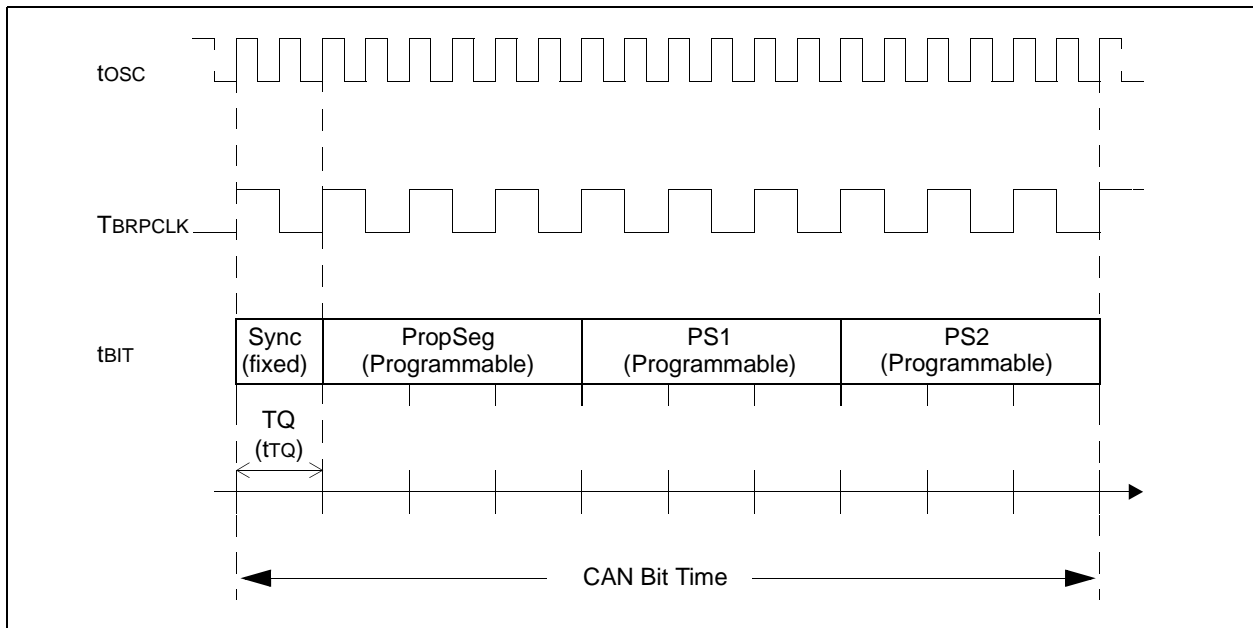 tOSC
TBRPCLK
tBIT
Sync
(fixed)
PropSeg
(Programmable)
PS1
(Programmable)
PS2
(Programmable)
TQ
(tTQ)
CAN Bit Time